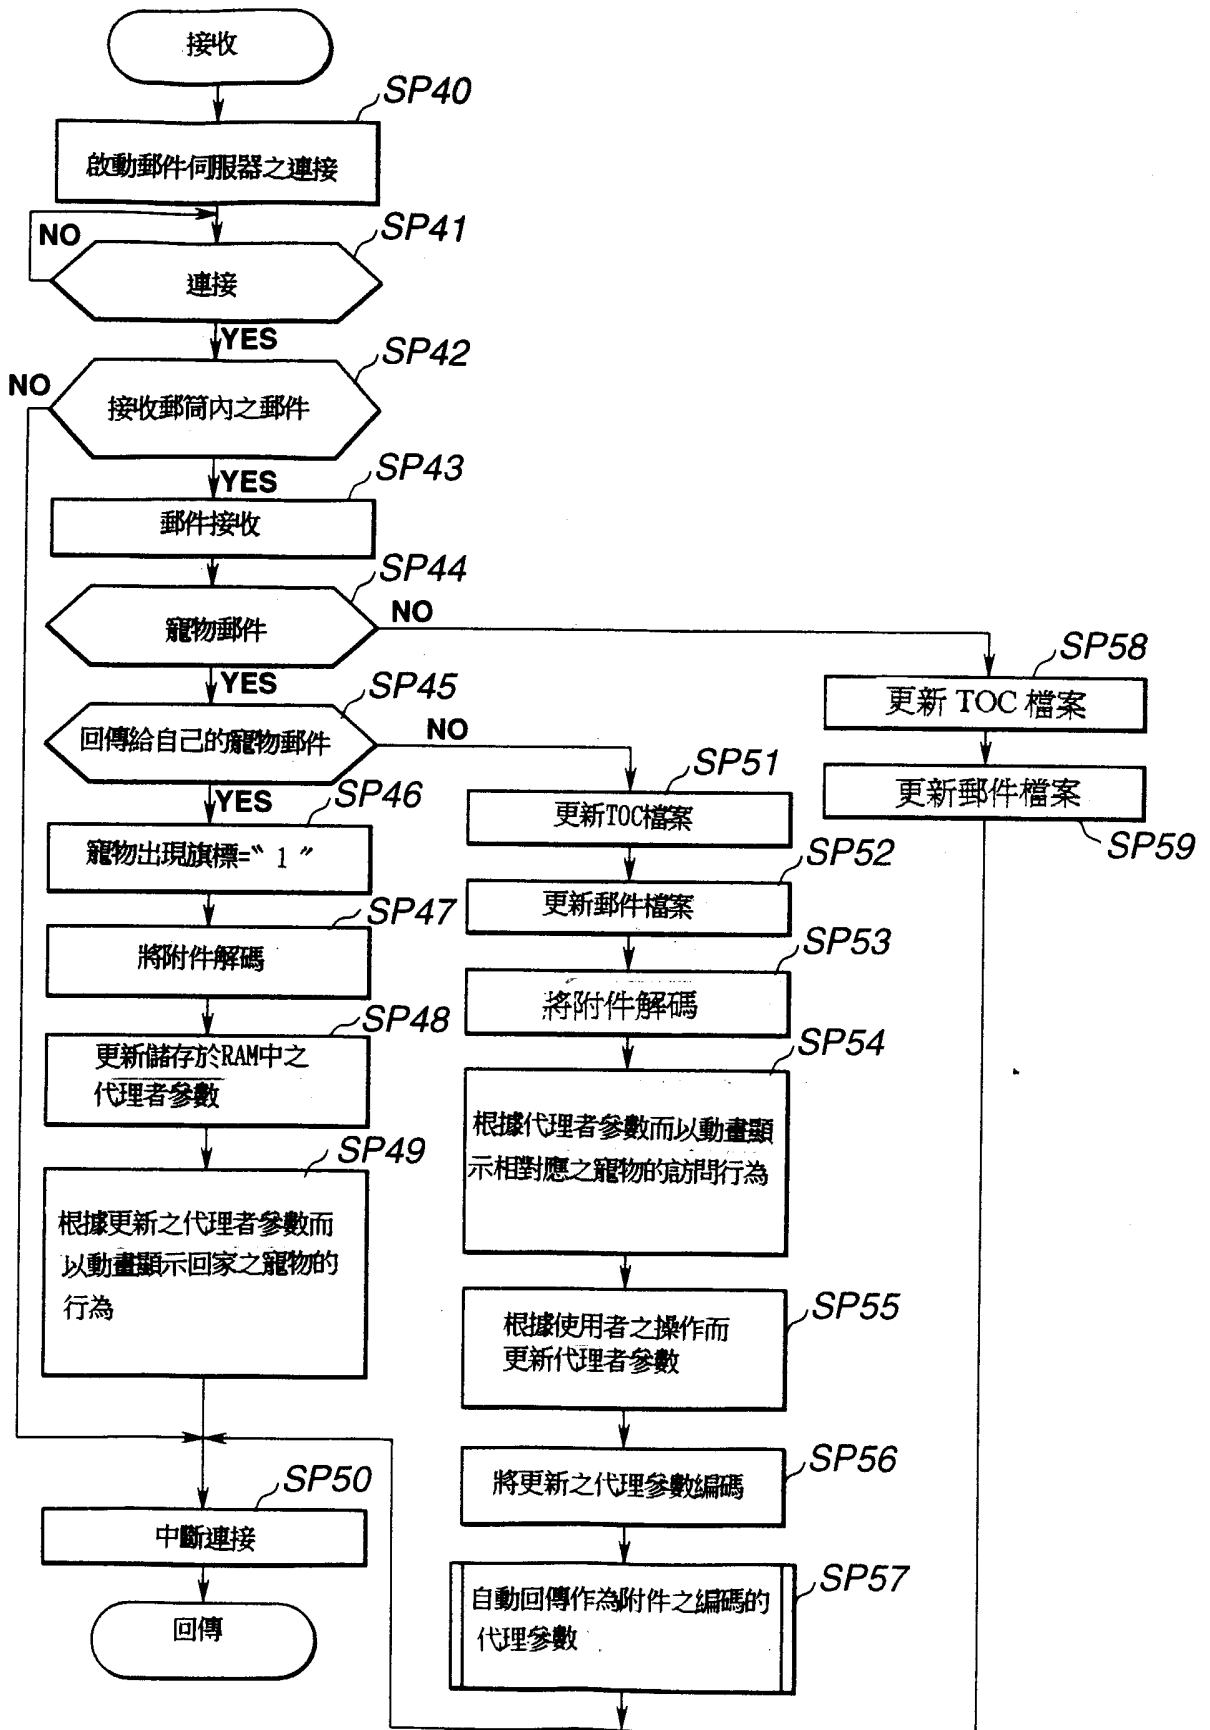 接收
SP40
啟動郵件伺服器之連接
SP41
NO
連接
YES
SP42
NO
接收郵筒內之郵件
YES
SP43
郵件接收
SP44
寵物郵件
NO
YES
SP45
回傳給自己的寵物郵件
NO
YES
SP46
寵物出現旗標=〝1〞
SP47
將附件解碼
SP48
更新儲存於RAM中之
代理者參數
SP49
根據更新之代理者參數而
以動畫顯示回家之寵物的
行為
SP50
中斷連接
回傳
SP51
更新TOC檔案
SP52
更新郵件檔案
SP53
將附件解碼
SP54
根據代理者參數而以動畫顯
示相對應之寵物的訪問行為
SP55
根據使用者之操作而
更新代理者參數
SP56
將更新之代理參數編碼
SP57
自動回傳作為附件之編碼的
代理參數
SP58
更新 TOC 檔案
更新郵件檔案
SP59